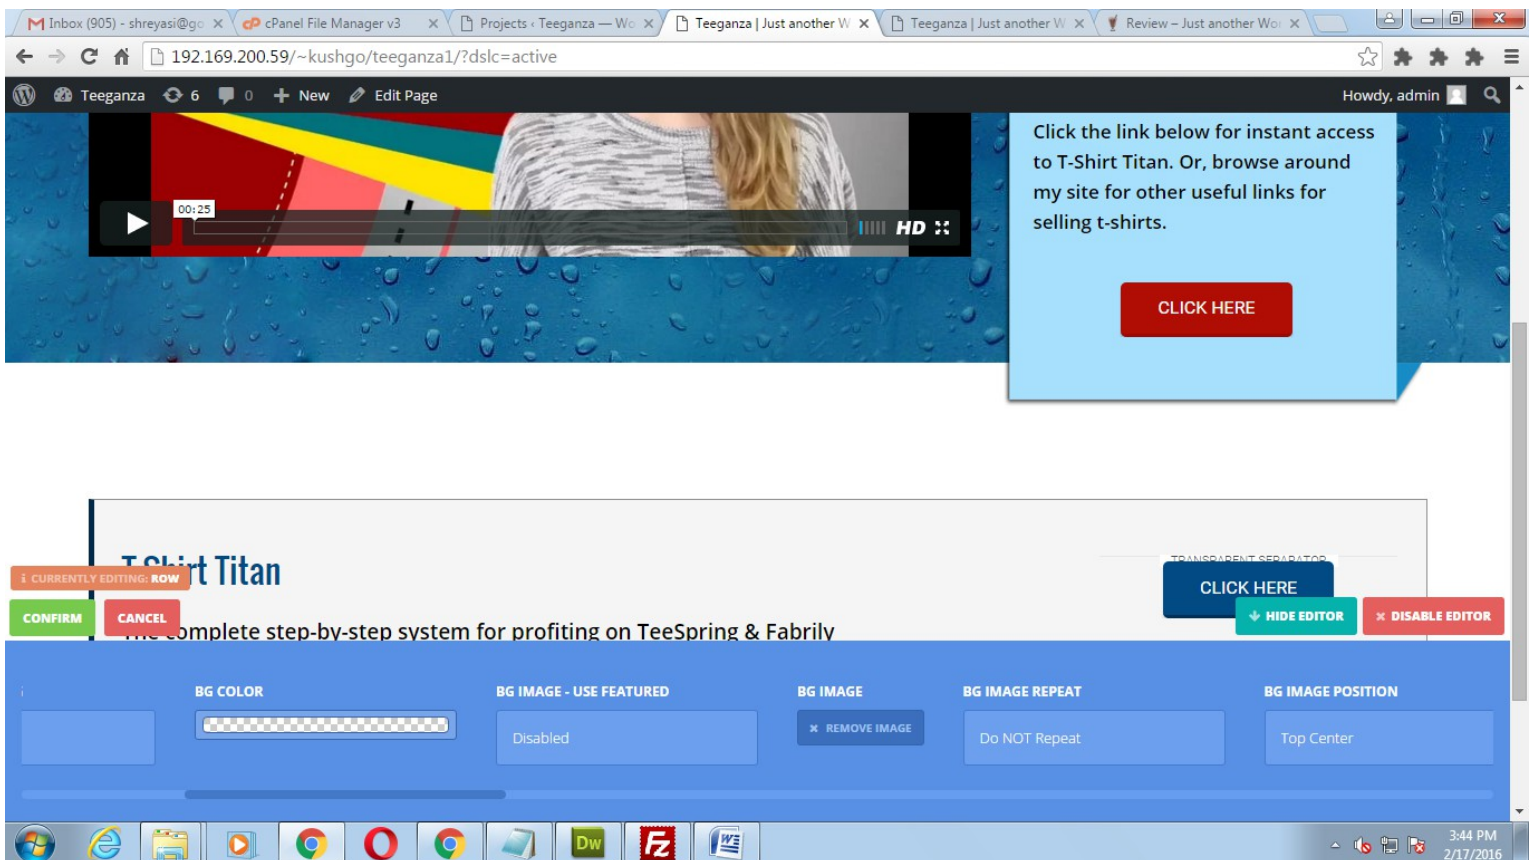 Inbox (905) - shreyasi@go
cPanel File Manager v3
Projects ‹ Teeganza — Wo
Teeganza | Just another W
Teeganza | Just another W
Review – Just another Wor
192.169.200.59/~kushgo/teeganza1/?dslc=active
Teeganza 6 0 + New Edit Page
Howdy, admin
Click the link below for instant access
to T-Shirt Titan. Or, browse around
my site for other useful links for
selling t-shirts.
00:25
HD
CLICK HERE
T-Shirt Titan
TRANSPARENT SEPARATOR
CLICK HERE
CURRENTLY EDITING: ROW
CONFIRM
CANCEL
The complete step-by-step system for profiting on TeeSpring & Fabrily
HIDE EDITOR
DISABLE EDITOR
BG COLOR
BG IMAGE - USE FEATURED
BG IMAGE
BG IMAGE REPEAT
BG IMAGE POSITION
Disabled
REMOVE IMAGE
Do NOT Repeat
Top Center
Dw
Fz
W
3:44 PM
2/17/2016